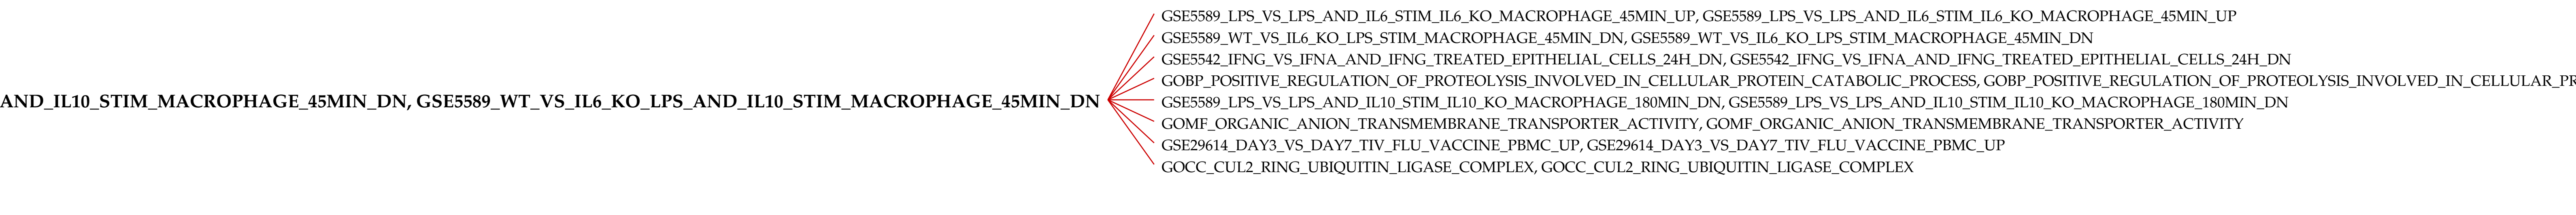 GSE5589_LPS_VS_LPS_AND_IL6_STIM_IL6_KO_MACROPHAGE_45MIN_UP, GSE5589_LPS_VS_LPS_AND_IL6_STIM_IL6_KO_MACROPHAGE_45MIN_UP
GSE5589_WT_VS_IL6_KO_LPS_STIM_MACROPHAGE_45MIN_DN, GSE5589_WT_VS_IL6_KO_LPS_STIM_MACROPHAGE_45MIN_DN
GSE5542_IFNG_VS_IFNA_AND_IFNG_TREATED_EPITHELIAL_CELLS_24H_DN, GSE5542_IFNG_VS_IFNA_AND_IFNG_TREATED_EPITHELIAL_CELLS_24H_DN
GOBP_POSITIVE_REGULATION_OF_PROTEOLYSIS_INVOLVED_IN_CELLULAR_PROTEIN_CATABOLIC_PROCESS, GOBP_POSITIVE_REGULATION_OF_PROTEOLYSIS_INVOLVED_IN_CELLULAR_PR
AND_IL10_STIM_MACROPHAGE_45MIN_DN, GSE5589_WT_VS_IL6_KO_LPS_AND_IL10_STIM_MACROPHAGE_45MIN_DN
GSE5589_LPS_VS_LPS_AND_IL10_STIM_IL10_KO_MACROPHAGE_180MIN_DN, GSE5589_LPS_VS_LPS_AND_IL10_STIM_IL10_KO_MACROPHAGE_180MIN_DN
GOMF_ORGANIC_ANION_TRANSMEMBRANE_TRANSPORTER_ACTIVITY, GOMF_ORGANIC_ANION_TRANSMEMBRANE_TRANSPORTER_ACTIVITY
GSE29614_DAY3_VS_DAY7_TIV_FLU_VACCINE_PBMC_UP, GSE29614_DAY3_VS_DAY7_TIV_FLU_VACCINE_PBMC_UP
GOCC_CUL2_RING_UBIQUITIN_LIGASE_COMPLEX, GOCC_CUL2_RING_UBIQUITIN_LIGASE_COMPLEX